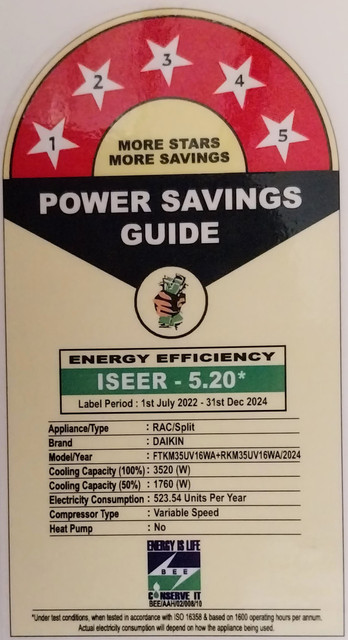 1 2 3 4 5
MORE STARS
MORE SAVINGS
POWER SAVINGS
GUIDE
ENERGY EFFICIENCY
ISEER - 5.20*
Label Period : 1st July 2022 - 31st Dec 2024
Appliance/Type : RAC/Split
Brand : DAIKIN
Model/Year : FTKM35UV16WA+RKM35UV16WA/2024
Cooling Capacity (100%) : 3520 (W)
Cooling Capacity (50%) : 1760 (W)
Electricity Consumption : 523.54 Units Per Year
Compressor Type : Variable Speed
Heat Pump : No
ENERGY IS LIFE
BEE
CONSERVE IT
BEE/AAH/02/008/10
*Under test conditions, when tested in accordance with ISO 16358 & based on 1600 operating hours per annum.
Actual electricity consumption will depend on how the appliance being used.